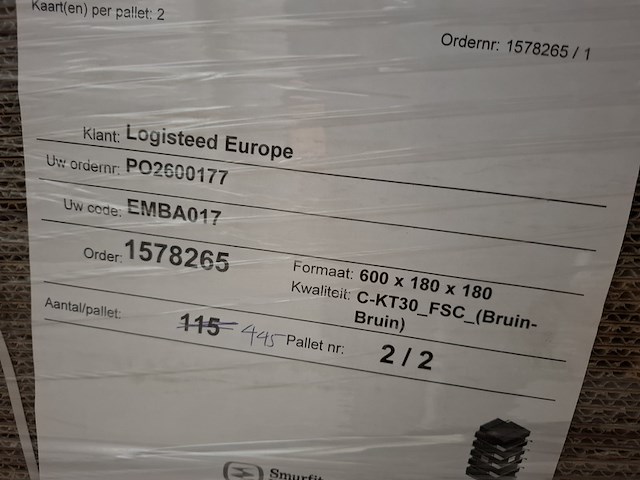 Kaart(en) per pallet: 2
Ordernr: 1578265 / 1
Klant: Logisteed Europe
Uw ordernr: PO2600177
Uw code: EMBA017
Order: 1578265
Formaat: 600 x 180 x 180
Kwaliteit: C-KT30_FSC_(Bruin-
Bruin)
Aantal/pallet: 115 445 Pallet nr: 2 / 2
Smurfit